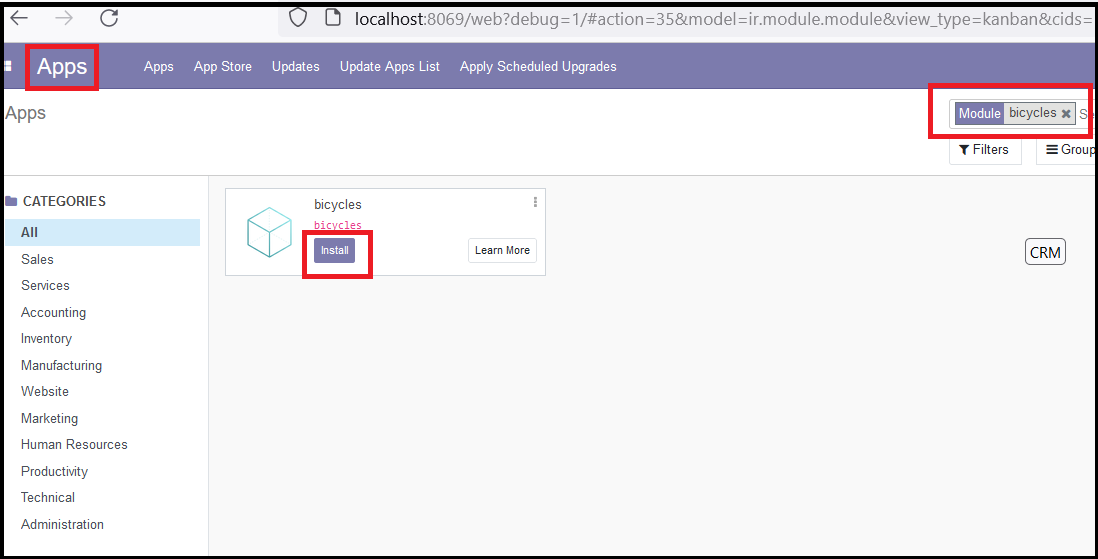 localhost:8069/web?debug=1/#action=35&model=ir.module.module&view_type=kanban&cids=
Apps Apps App Store Updates Update Apps List Apply Scheduled Upgrades
Apps
Module bicycles Se
Filters Group
CATEGORIES
All
Sales
Services
Accounting
Inventory
Manufacturing
Website
Marketing
Human Resources
Productivity
Technical
Administration
bicycles
bicycles
Install Learn More
CRM